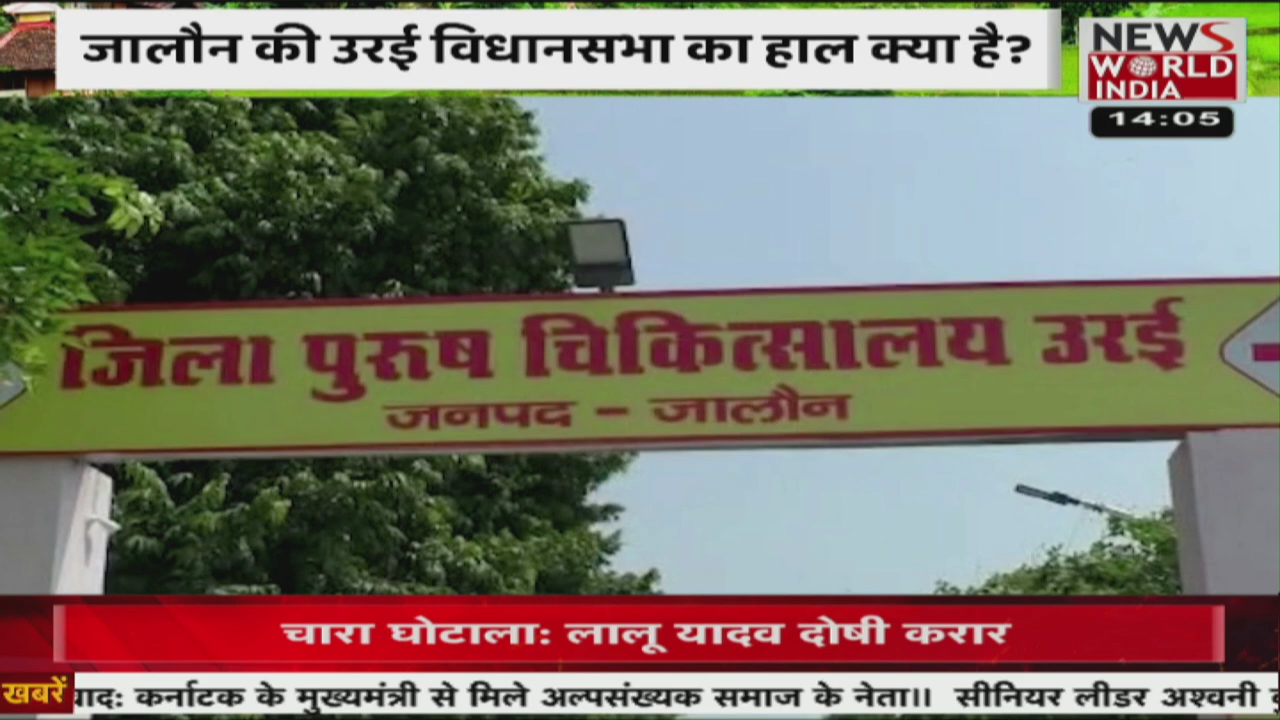 जालौन की उरई विधानसभा का हाल क्या है?
NEWS
WORLD
INDIA
14:05
जिला पुरुष चिकित्सालय उरई
जनपद - जालौन
चारा घोटाला: लालू यादव दोषी करार
खबरें
कर्नाटक के मुख्यमंत्री से मिले अल्पसंख्यक समाज के नेता।। सीनियर लीडर अश्वनी